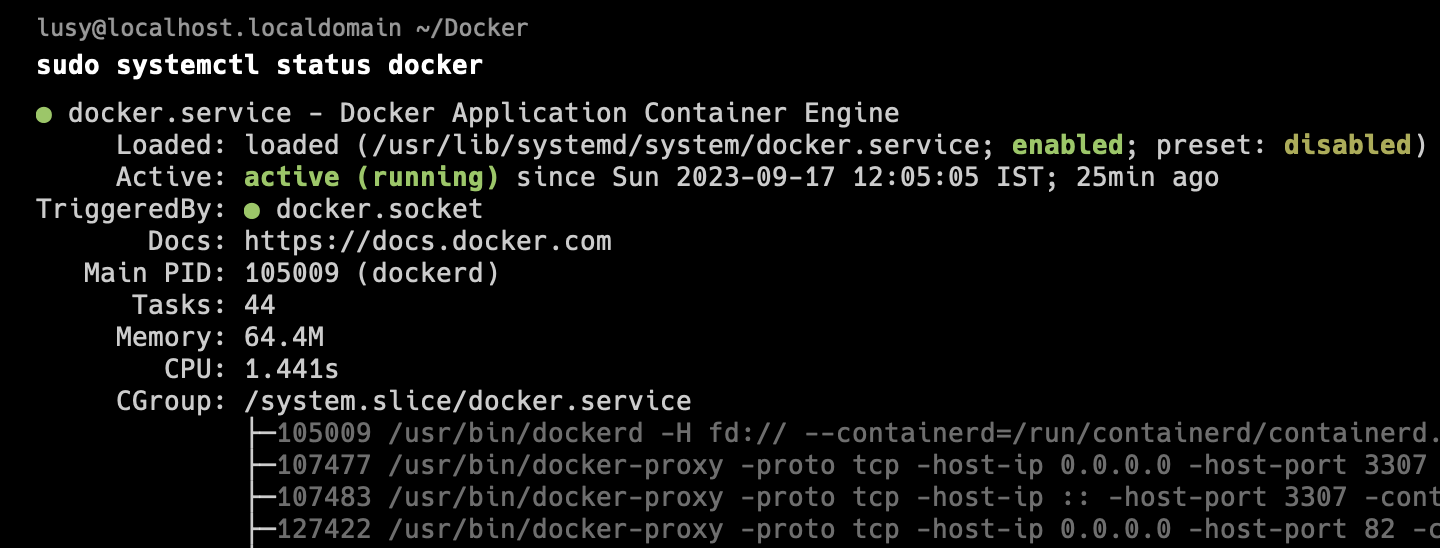 lusy@localhost.localdomain ~/Docker
sudo systemctl status docker
● docker.service - Docker Application Container Engine
Loaded: loaded (/usr/lib/systemd/system/docker.service; enabled; preset: disabled)
Active: active (running) since Sun 2023-09-17 12:05:05 IST; 25min ago
TriggeredBy: ● docker.socket
Docs: https://docs.docker.com
Main PID: 105009 (dockerd)
Tasks: 44
Memory: 64.4M
CPU: 1.441s
CGroup: /system.slice/docker.service
├─105009 /usr/bin/dockerd -H fd:// --containerd=/run/containerd/containerd.
├─107477 /usr/bin/docker-proxy -proto tcp -host-ip 0.0.0.0 -host-port 3307
├─107483 /usr/bin/docker-proxy -proto tcp -host-ip :: -host-port 3307 -cont
├─127422 /usr/bin/docker-proxy -proto tcp -host-ip 0.0.0.0 -host-port 82 -c